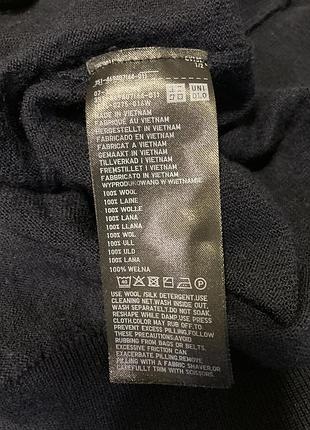 UNI
QLO
MADE IN VIETNAM
FABRIQUÉ AU VIETNAM
HERGESTELLT IN VIETNAM
FABRICADO EN VIETNAM
FABRICAT A VIETNAM
GEMAAKT IN VIETNAM
TILLVERKAD I VIETNAM
FREMSTILLET I VIETNAM
FABBRICATO IN VIETNAM
WYPRODUKOWANO W WIETNAMIE
100% WOOL
100% LAINE
100% WOLLE
100% LANA
100% LLANA
100% WOL
100% ULL
100% ULD
100% LANA
100% WEŁNA
USE WOOL /SILK DETERGENT.USE
CLEANING NET.WASH INSIDE OUT.
WASH SEPARATELY.DO NOT SOAK.
RESHAPE WHILE DAMP.USE PRESS
CLOTH.COLOR MAY RUB OFF.TO
PREVENT EXCESS PILLING,FOLLOW
THESE PRECAUTIONS.AVOID
RUBBING FROM BAGS OR BELTS.
EXCESSIVE FRICTION CAN
EXACERBATE PILLING.REMOVE
PILLING WITH A FABRIC SHAVER,OR
CAREFULLY TRIM WITH SCISSORS.